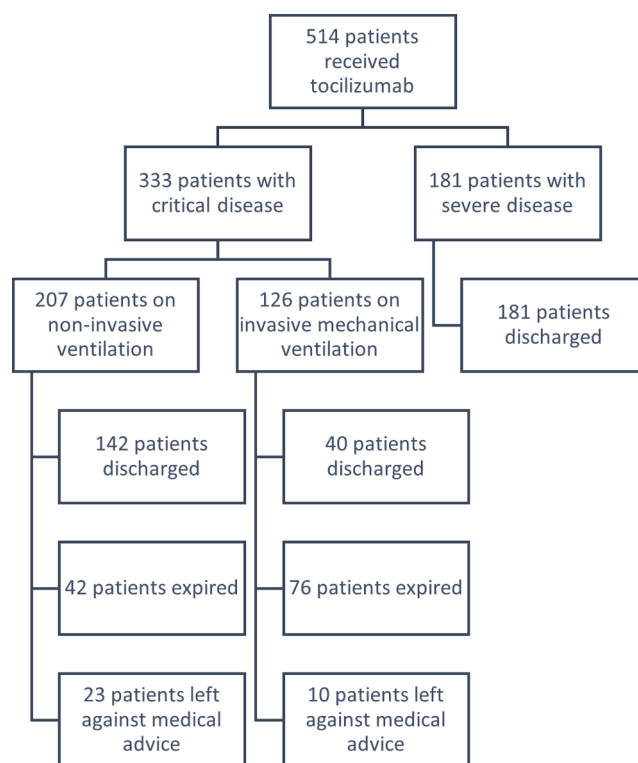 514 patients
received
tocilizumab
333 patients with
critical disease
181 patients with
severe disease
207 patients on
non-invasive
ventilation
126 patients on
invasive mechanical
ventilation
181 patients
discharged
142 patients
discharged
40 patients
discharged
42 patients expired
76 patients expired
23 patients left
against medical
advice
10 patients left
against medical
advice